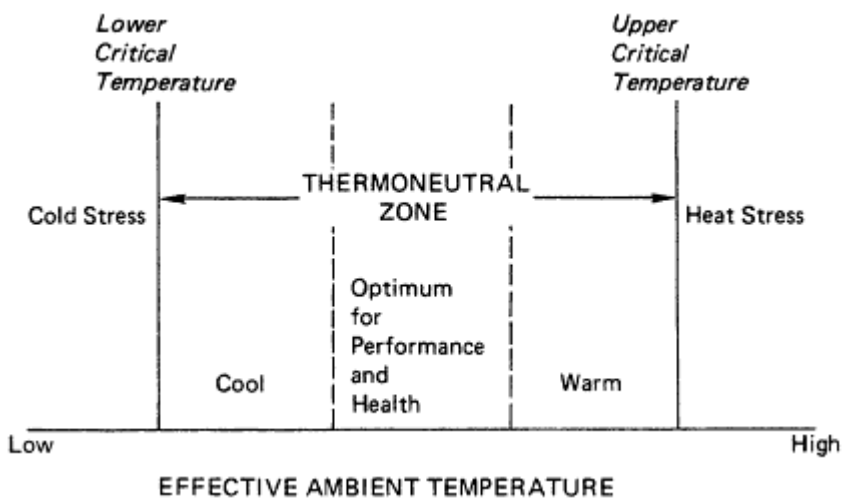 Lower
Critical
Temperature
Upper
Critical
Temperature
THERMONEUTRAL
ZONE
Cold Stress
Heat Stress
Optimum
for
Performance
and
Health
Cool
Warm
Low
High
EFFECTIVE AMBIENT TEMPERATURE